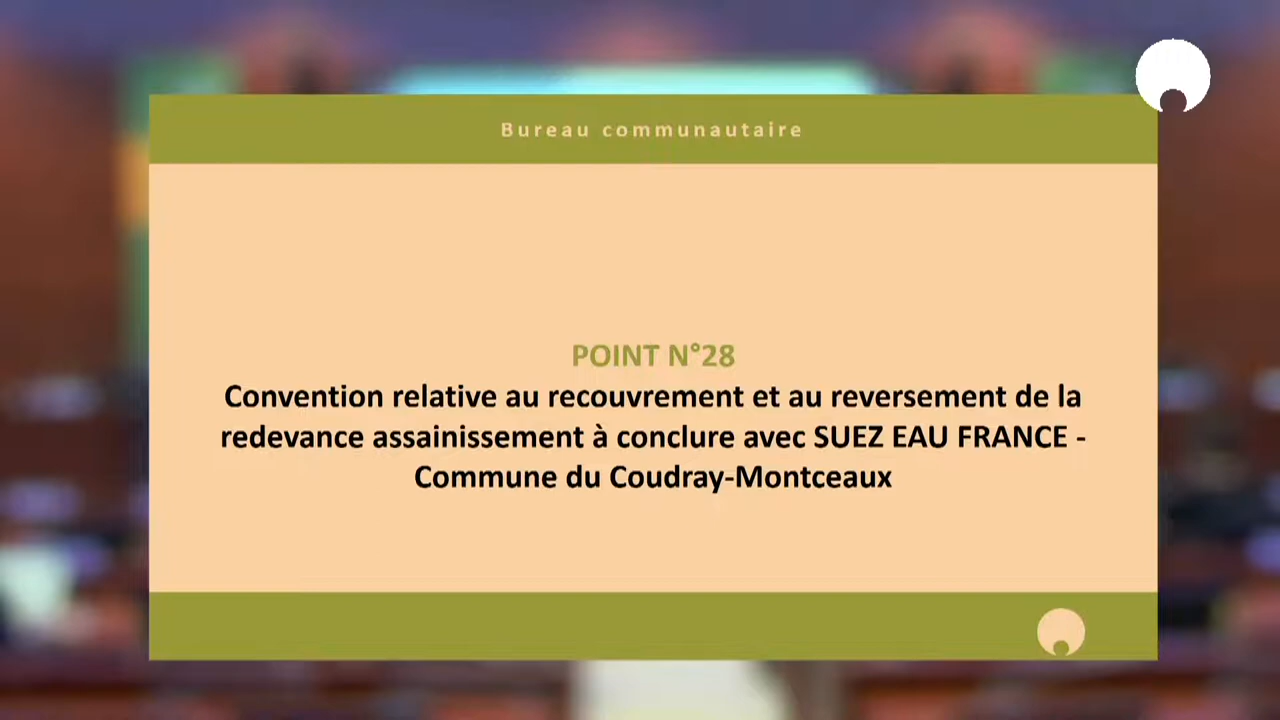 Bureau communautaire
POINT N°28
Convention relative au recouvrement et au reversement de la
redevance assainissement à conclure avec SUEZ EAU FRANCE -
Commune du Coudray-Montceaux